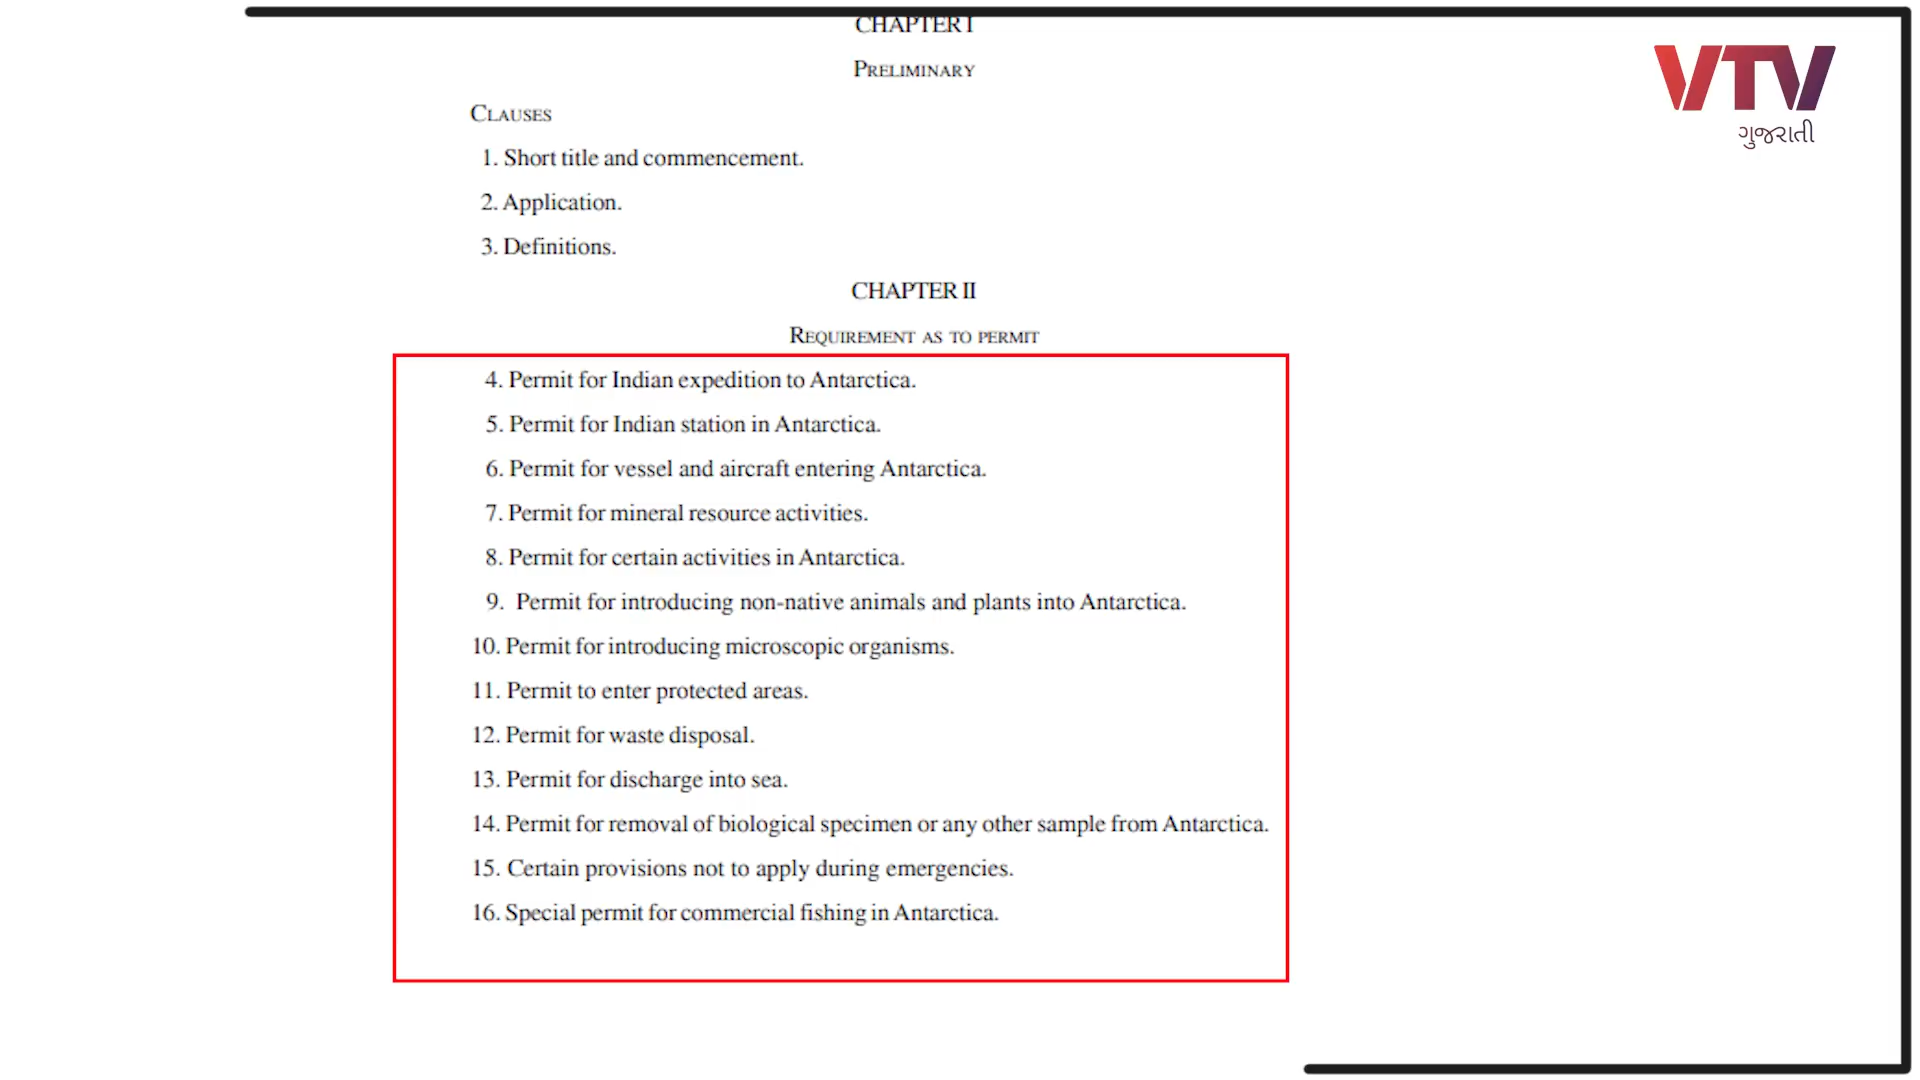 CHAPTER I
PRELIMINARY
VTV
ગુજરાતી
CLAUSES
1. Short title and commencement.
2. Application.
3. Definitions.
CHAPTER II
REQUIREMENT AS TO PERMIT
4. Permit for Indian expedition to Antarctica.
5. Permit for Indian station in Antarctica.
6. Permit for vessel and aircraft entering Antarctica.
7. Permit for mineral resource activities.
8. Permit for certain activities in Antarctica.
9. Permit for introducing non-native animals and plants into Antarctica.
10. Permit for introducing microscopic organisms.
11. Permit to enter protected areas.
12. Permit for waste disposal.
13. Permit for discharge into sea.
14. Permit for removal of biological specimen or any other sample from Antarctica.
15. Certain provisions not to apply during emergencies.
16. Special permit for commercial fishing in Antarctica.